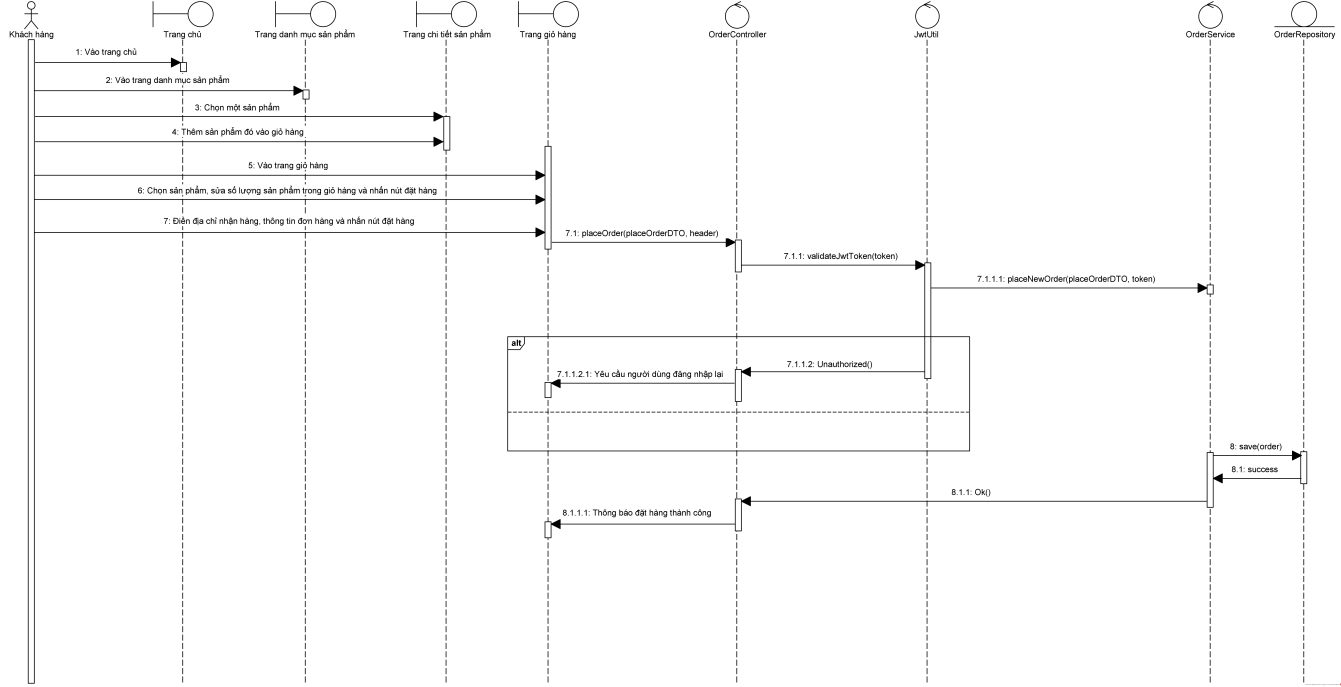 Khách hàng
Trang chủ
Trang danh mục sản phẩm
Trang chi tiết sản phẩm
Trang giỏ hàng
OrderController
JwtUtil
OrderService
OrderRepository
1: Vào trang chủ
2: Vào trang danh mục sản phẩm
3: Chọn một sản phẩm
4: Thêm sản phẩm đó vào giỏ hàng
5: Vào trang giỏ hàng
6: Chọn sản phẩm, sửa số lượng sản phẩm trong giỏ hàng và nhấn nút đặt hàng
7: Điền địa chỉ nhận hàng, thông tin đơn hàng và nhấn nút đặt hàng
7.1: placeOrder(placeOrderDTO, header)
7.1.1: validateJwtToken(token)
7.1.1.1: placeNewOrder(placeOrderDTO, token)
alt
7.1.1.2: Unauthorized()
7.1.1.2.1: Yêu cầu người dùng đăng nhập lại
8: save(order)
8.1: success
8.1.1: Ok()
8.1.1.1: Thông báo đặt hàng thành công